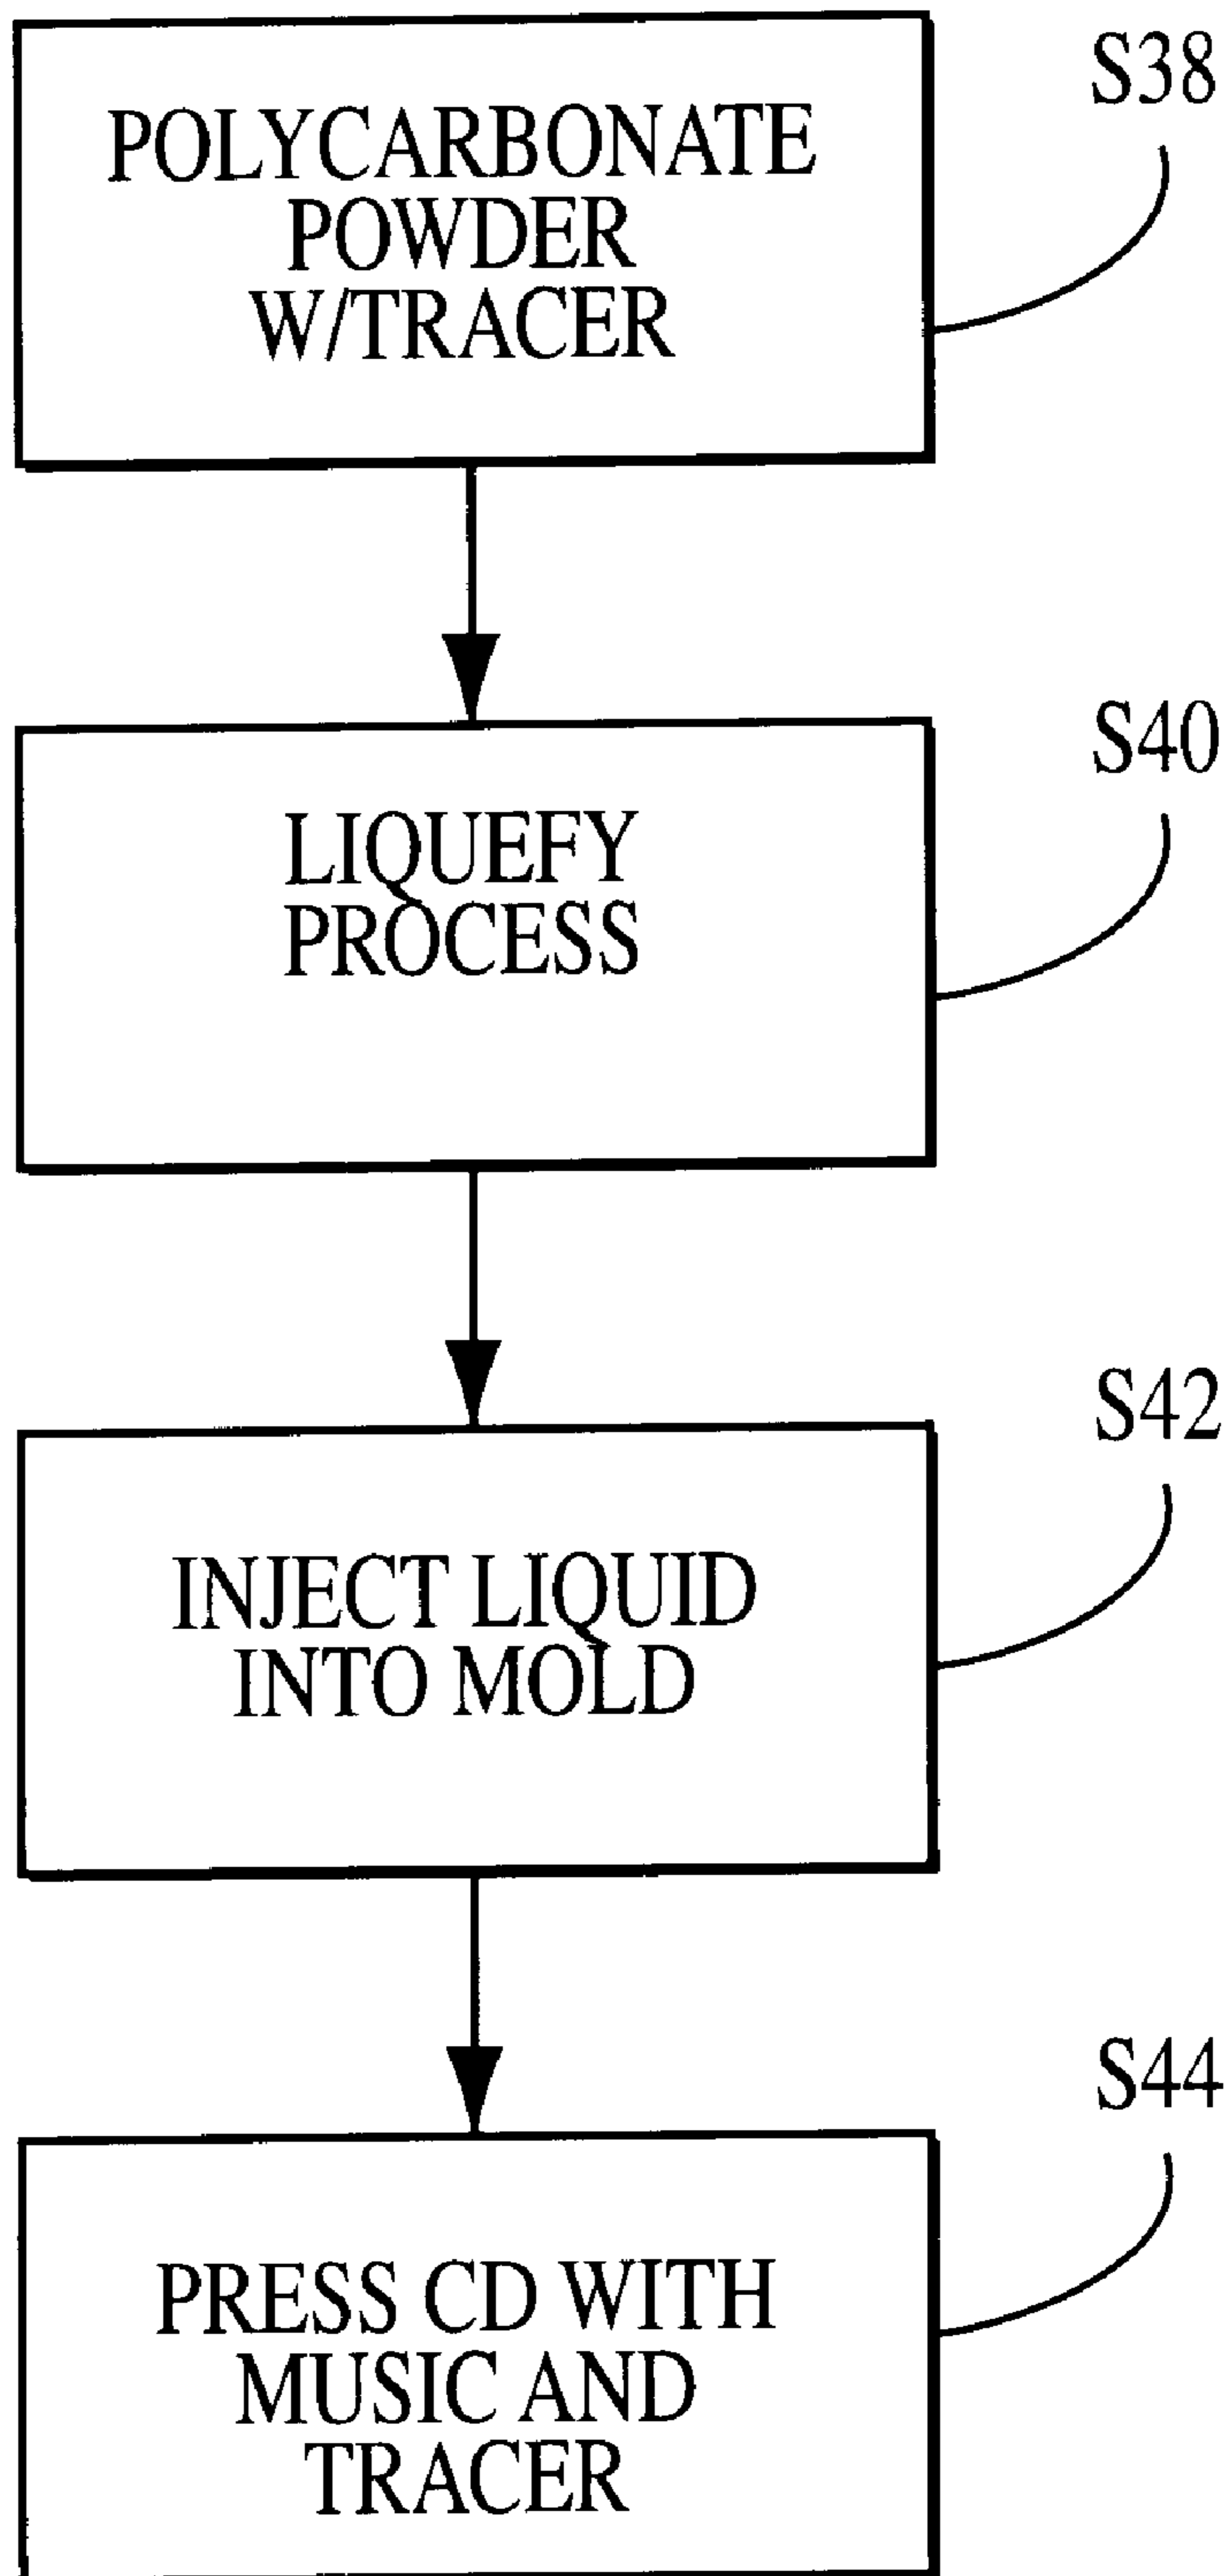 POLYCARBONATE
POWDER
W/TRACER
S38
LIQUEFY
PROCESS
S40
INJECT LIQUID
INTO MOLD
S42
PRESS CD WITH
MUSIC AND
TRACER
S44